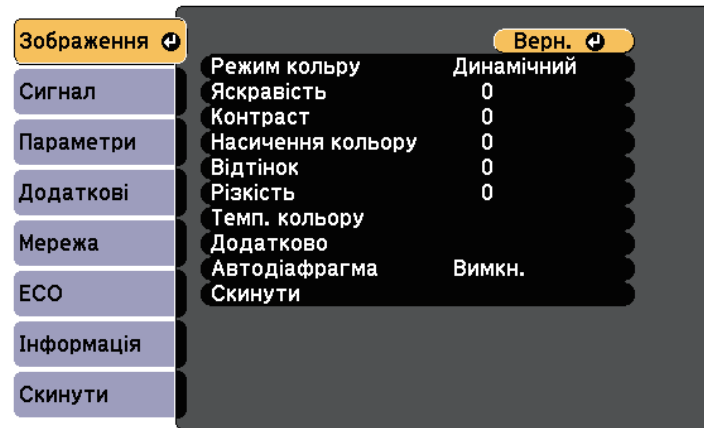 Зображення
Сигнал
Параметри
Додаткові
Мережа
ECO
Інформація
Скинути
Верн.
Режим кольру Динамічний
Яскравість 0
Контраст 0
Насичення кольору 0
Відтінок 0
Різкість 0
Темп. кольору
Додатково
Автодіафрагма Вимкн.
Скинути